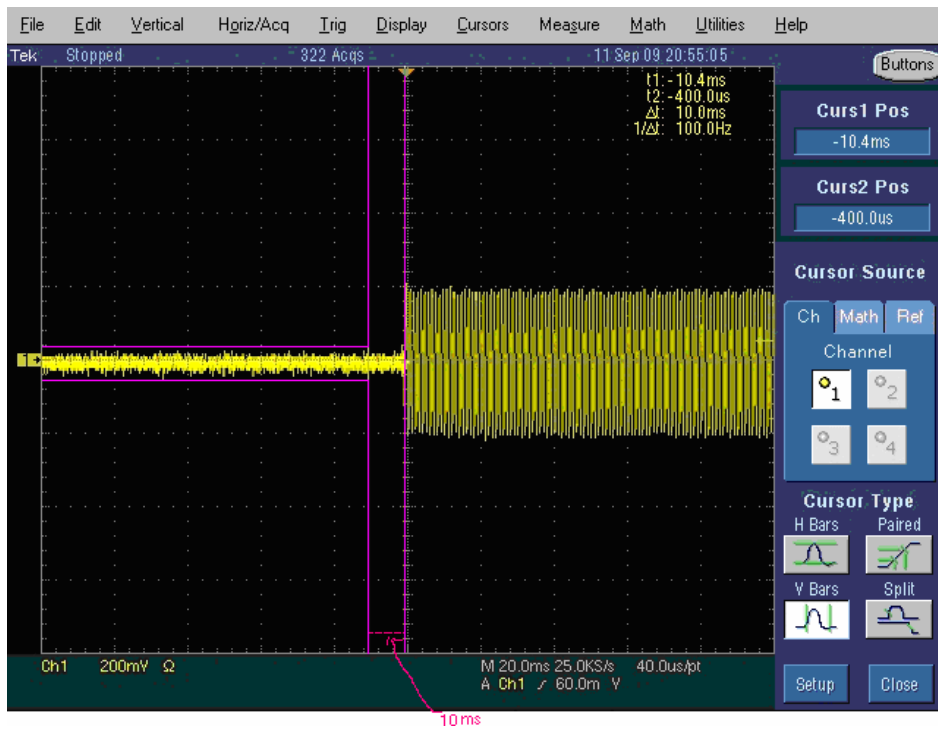 File Edit Vertical Horiz/Acq Trig Display Cursors Measure Math Utilities Help
Tek Stopped 322 Acqs 11 Sep 09 20:55:05
Buttons
t1: -10.4ms
t2: -400.0us
Δt: 10.0ms
1/Δt: 100.0Hz
Curs1 Pos
-10.4ms
Curs2 Pos
-400.0us
Cursor Source
Ch Math Ref
Channel
1 2
3 4
Cursor Type
H Bars Paired
V Bars Split
Setup Close
1
Ch1 200mV Ω
M 20.0ms 25.0KS/s 40.0us/pt
A Ch1 / 60.0m V
10 ms